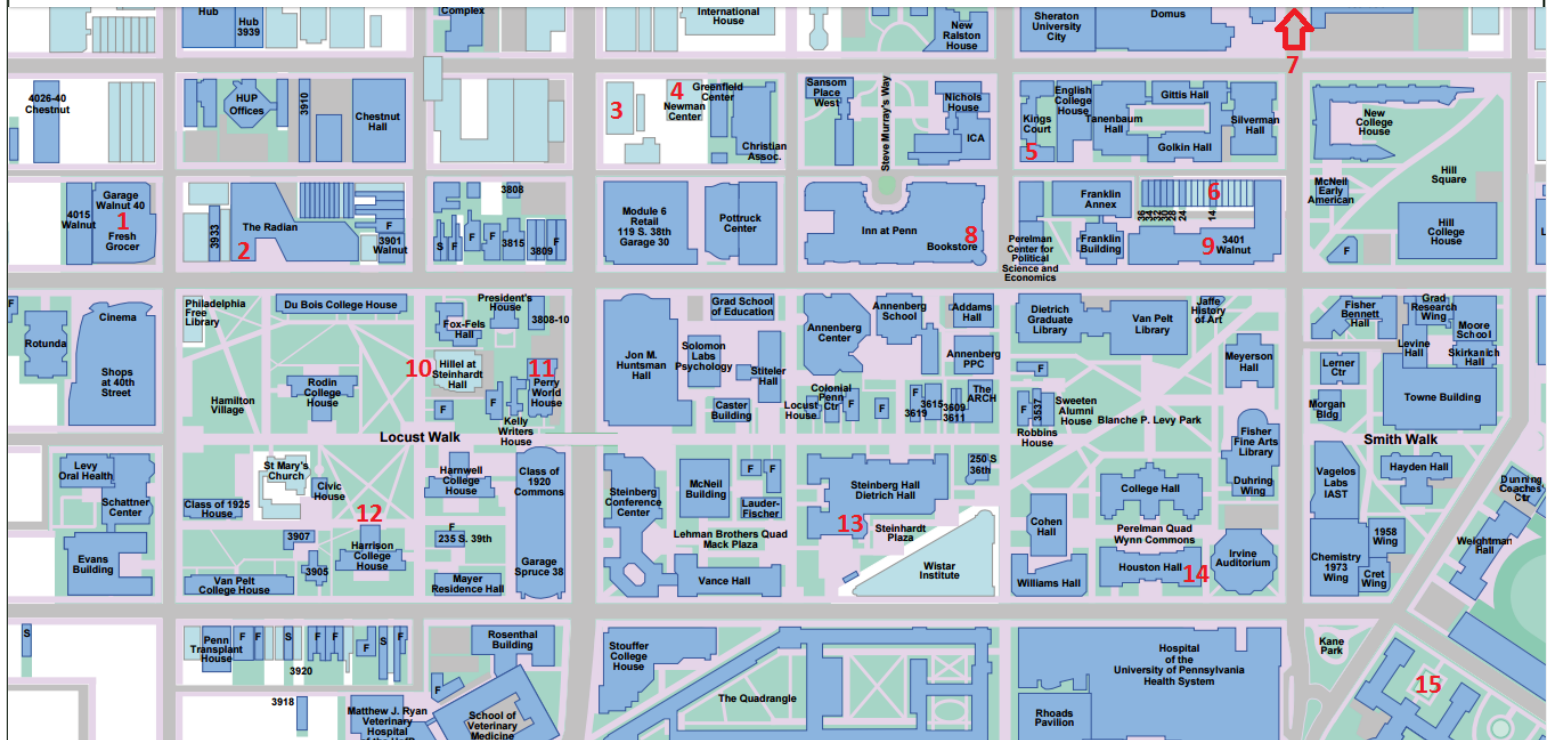 Hub
Hub
3939
Complex
International
House
New
Ralston
House
Sheraton
University
City
Domus
7
4026-40
Chestnut
HUP
Offices
3910
Chestnut
Hall
3
4
Newman
Center
Greenfield
Center
Christian
Assoc.
Sansom
Place
West
Steve Murray's Way
Nichols
House
ICA
Kings
Court
5
English
College
House
Tanenbaum
Hall
Gittis Hall
Golkin Hall
Silverman
Hall
New
College
House
Hill
Square
McNeil
Early
American
Hill
College
House
F
4015
Walnut
Garage
Walnut 40
1
Fresh
Grocer
3933
2
The Radian
F
3901
Walnut
3808
S
F
F
F
3815
3809
F
Module 6
Retail
119 S. 38th
Garage 30
Pottruck
Center
Inn at Penn
8
Bookstore
Perelman
Center for
Political
Science and
Economics
Franklin
Annex
Franklin
Building
36
34
32
30
28
24
14
6
9
3401
Walnut
F
Rotunda
Cinema
Shops
at 40th
Street
Philadelphia
Free
Library
Du Bois College House
Hamilton
Village
Rodin
College
House
Fox-Fels
Hall
President's
House
3808-10
10
Hillel at
Steinhardt
Hall
11
Perry
World
House
F
F
Kelly
Writers
House
Locust Walk
Jon M.
Huntsman
Hall
Grad School
of Education
Solomon
Labs
Psychology
Stiteler
Hall
Caster
Building
Annenberg
Center
Annenberg
School
Addams
Hall
Annenberg
PPC
Colonial
Penn
Ctr
Locust
House
F
F
F
3619
3615
3609
3611
The
ARCH
Dietrich
Graduate
Library
Van Pelt
Library
Jaffe
History
of Art
Meyerson
Hall
F
F
3537
Sweeten
Alumni
House
Robbins
House
Blanche P. Levy Park
Fisher
Fine Arts
Library
Duhring
Wing
Fisher
Bennett
Hall
Grad
Research
Wing
Moore
School
Levine
Hall
Skirkanich
Hall
Lerner
Ctr
Morgan
Bldg
Towne Building
Smith Walk
Levy
Oral Health
Schattner
Center
Evans
Building
St Mary's
Church
Civic
House
Class of 1925
House
12
3907
3905
Harrison
College
House
Van Pelt
College House
Harnwell
College
House
F
235 S. 39th
Mayer
Residence Hall
Class of
1920
Commons
Garage
Spruce 38
Steinberg
Conference
Center
McNeil
Building
F
F
Lauder-
Fischer
Lehman Brothers Quad
Mack Plaza
Vance Hall
Steinberg Hall
Dietrich Hall
13
Steinhardt
Plaza
250 S
36th
Wistar
Institute
Cohen
Hall
Williams Hall
College Hall
Perelman Quad
Wynn Commons
Houston Hall
14
Irvine
Auditorium
Vagelos
Labs
IAST
Hayden Hall
Chemistry
1973
Wing
1958
Wing
Cret
Wing
Dunning
Coaches'
Ctr
Weightman
Hall
S
Penn
Transplant
House
F
F
S
F
F
F
S
F
3920
3918
Matthew J. Ryan
Veterinary
Hospital
Rosenthal
Building
F
School of
Veterinary
Medicine
Stouffer
College
House
The Quadrangle
Hospital
of the
University of Pennsylvania
Health System
Rhoads
Pavilion
Kane
Park
15